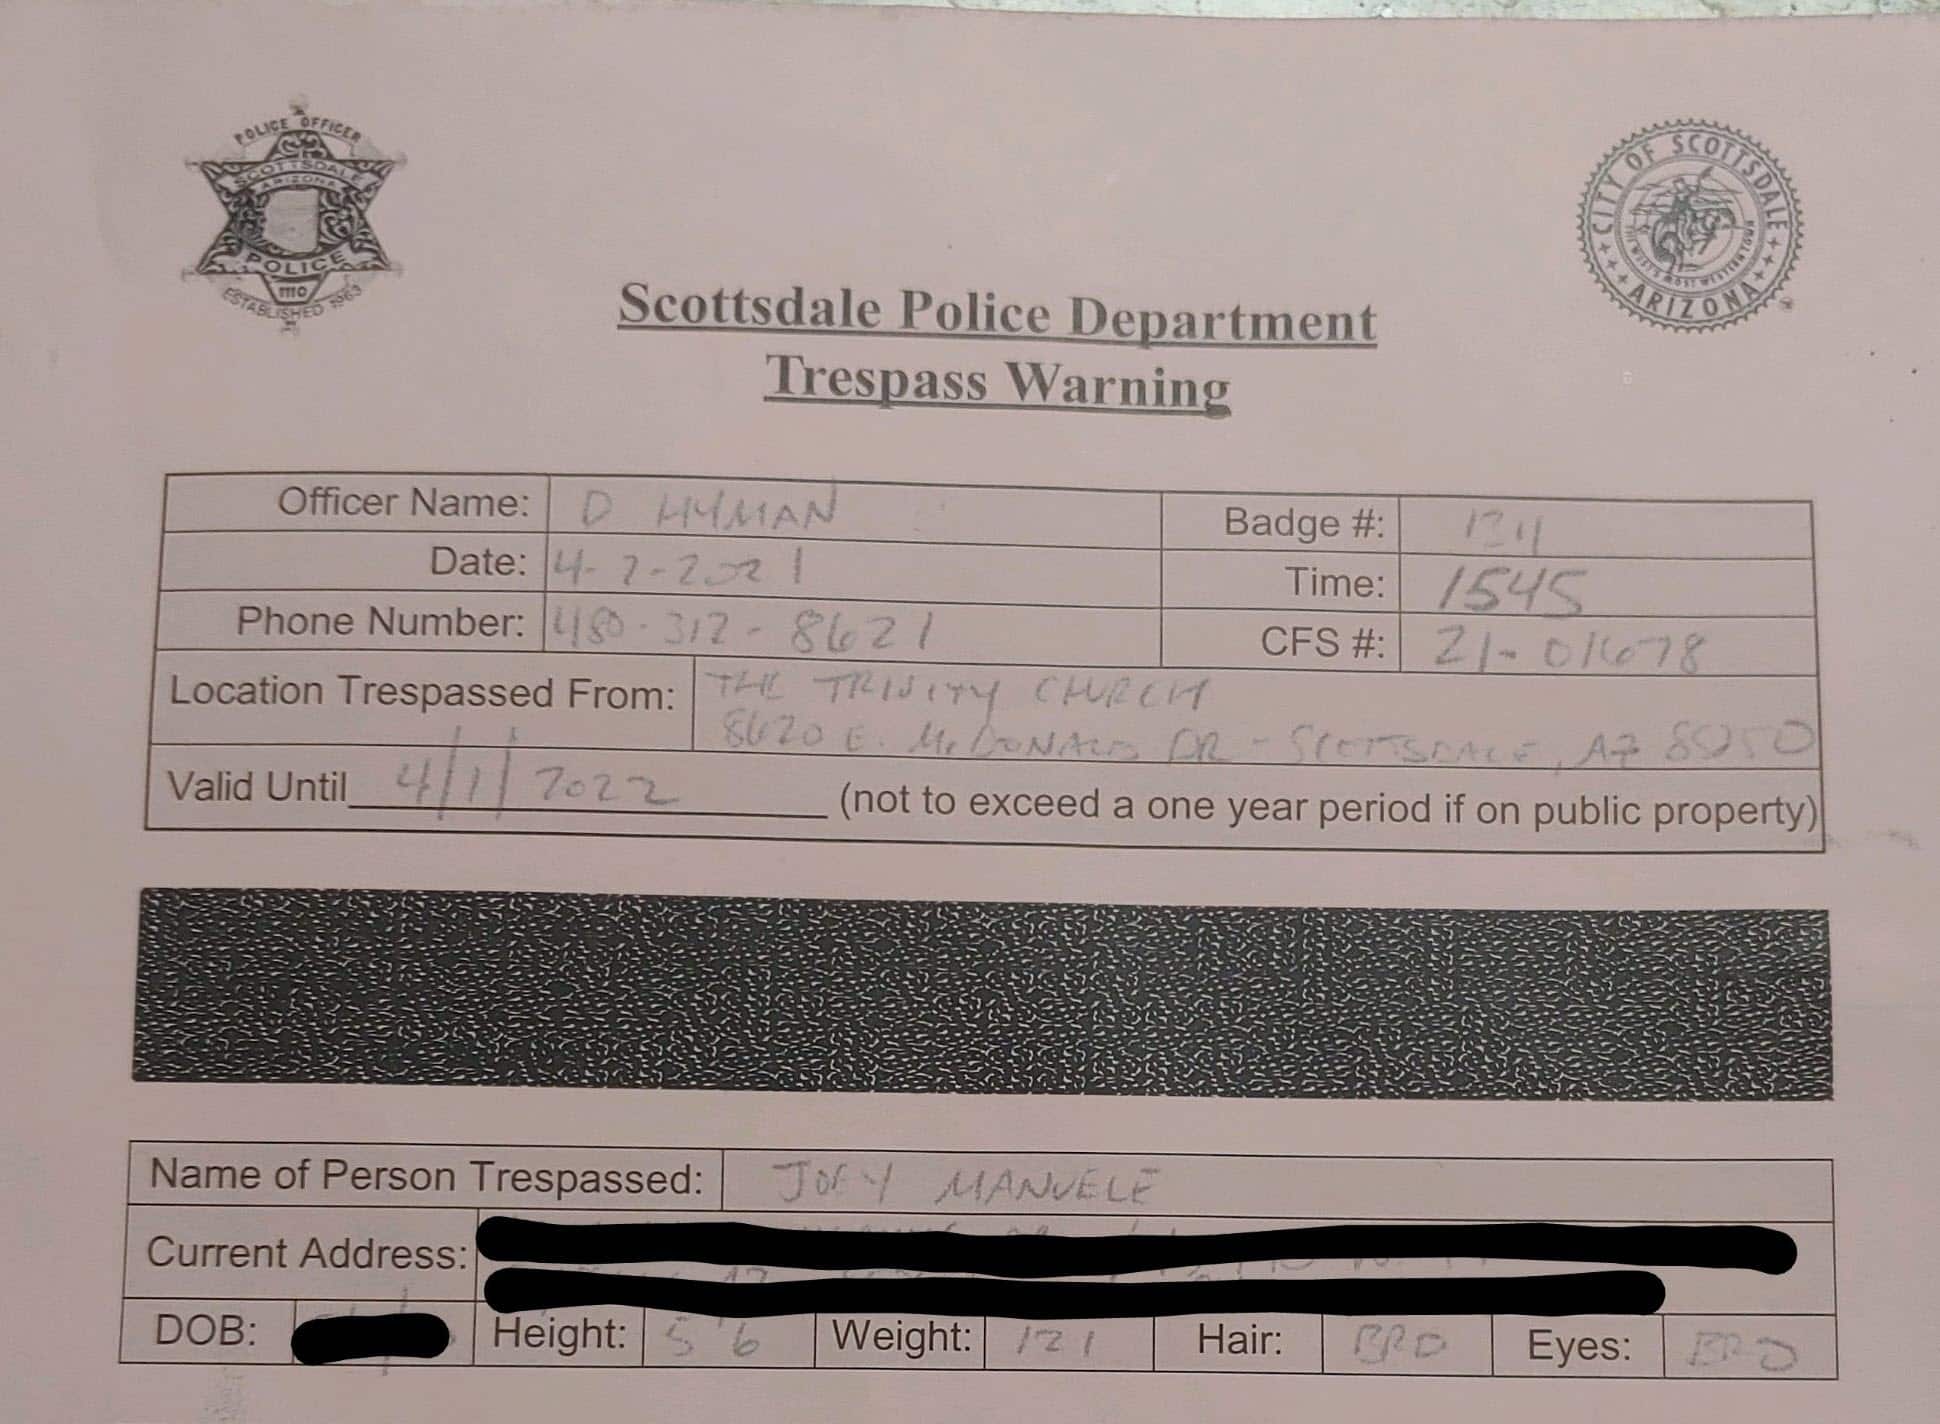 POLICE OFFICER
SCOTTSDALE
ARIZONA
POLICE
1110
ESTABLISHED 1963
CITY OF SCOTTSDALE
ARIZONA
Scottsdale Police Department
Trespass Warning
Officer Name: D HYMAN Badge #:
Date: 4-2-2021 Time: 1545
Phone Number: 480-312-8621 CFS #: 21-01678
Location Trespassed From: THE TRINITY CHURCH
8620 E. McDONALD DR - SCOTTSDALE, AZ
Valid Until 4/1/2022 (not to exceed a one year period if on public property)
Name of Person Trespassed: JOEY MANUELE
Current Address:
DOB: Height: 5'6 Weight: 121 Hair: BRO Eyes: BRO